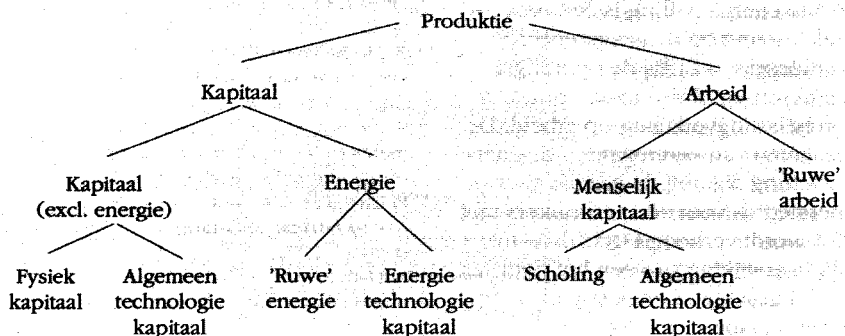 Produktie
Kapitaal
Arbeid
Kapitaal
(excl. energie)
Energie
Menselijk
kapitaal
'Ruwe'
arbeid
Fysiek
kapitaal
Algemeen
technologie
kapitaal
'Ruwe'
energie
Energie
technologie
kapitaal
Scholing
Algemeen
technologie
kapitaal